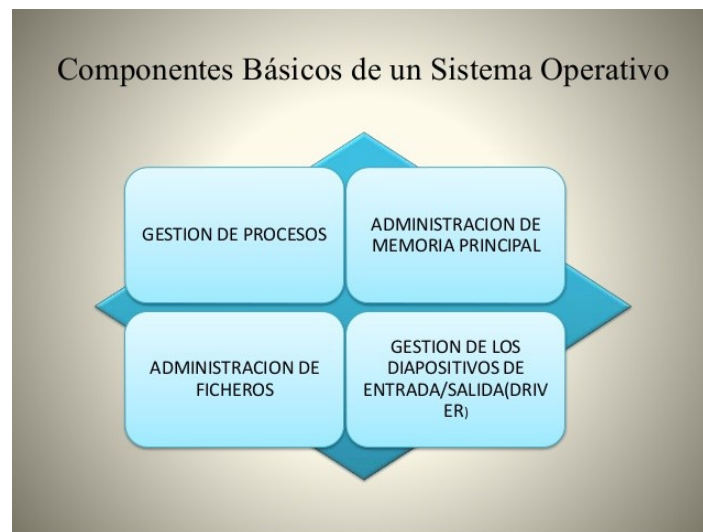 Componentes Básicos de un Sistema Operativo
GESTION DE PROCESOS
ADMINISTRACION DE
MEMORIA PRINCIPAL
ADMINISTRACION DE
FICHEROS
GESTION DE LOS
DIAPOSITIVOS DE
ENTRADA/SALIDA(DRIV
ER)